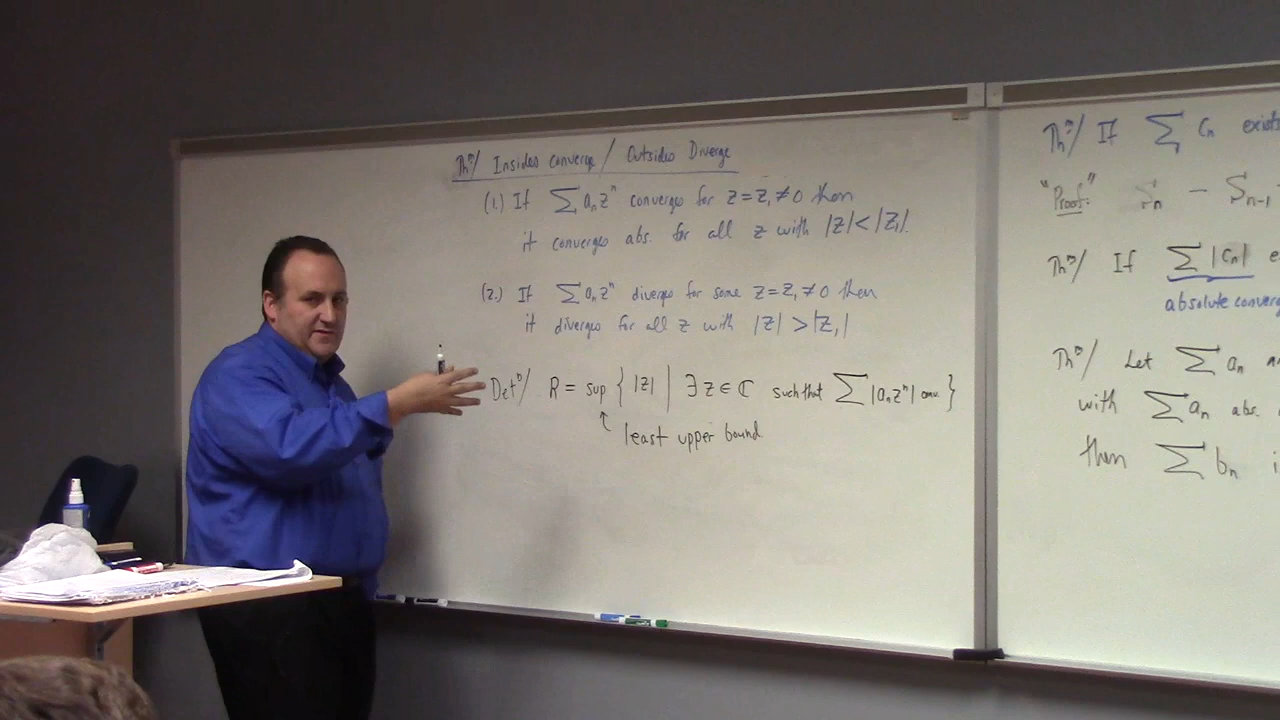 Thᵐ/ Insides Converge / Outsides Diverge
(1.) If ∑ aₙzⁿ converges for z = z₁ ≠ 0 then
it converges abs. for all z with |z| < |z₁|.
(2.) If ∑ aₙzⁿ diverges for some z = z₁ ≠ 0 then
it diverges for all z with |z| > |z₁|
Defⁿ/ R = sup { |z| | ∃ z ∈ ℂ such that ∑ |aₙzⁿ| conv. }
↑ least upper bound
Thᵐ/ If ∑ cₙ exist
"Proof:" Sₙ − Sₙ₋₁
Thᵐ/ If ∑ |cₙ|
absolute converg
Thᵐ/ Let ∑ aₙ
with ∑ aₙ abs.
then ∑ bₙ i